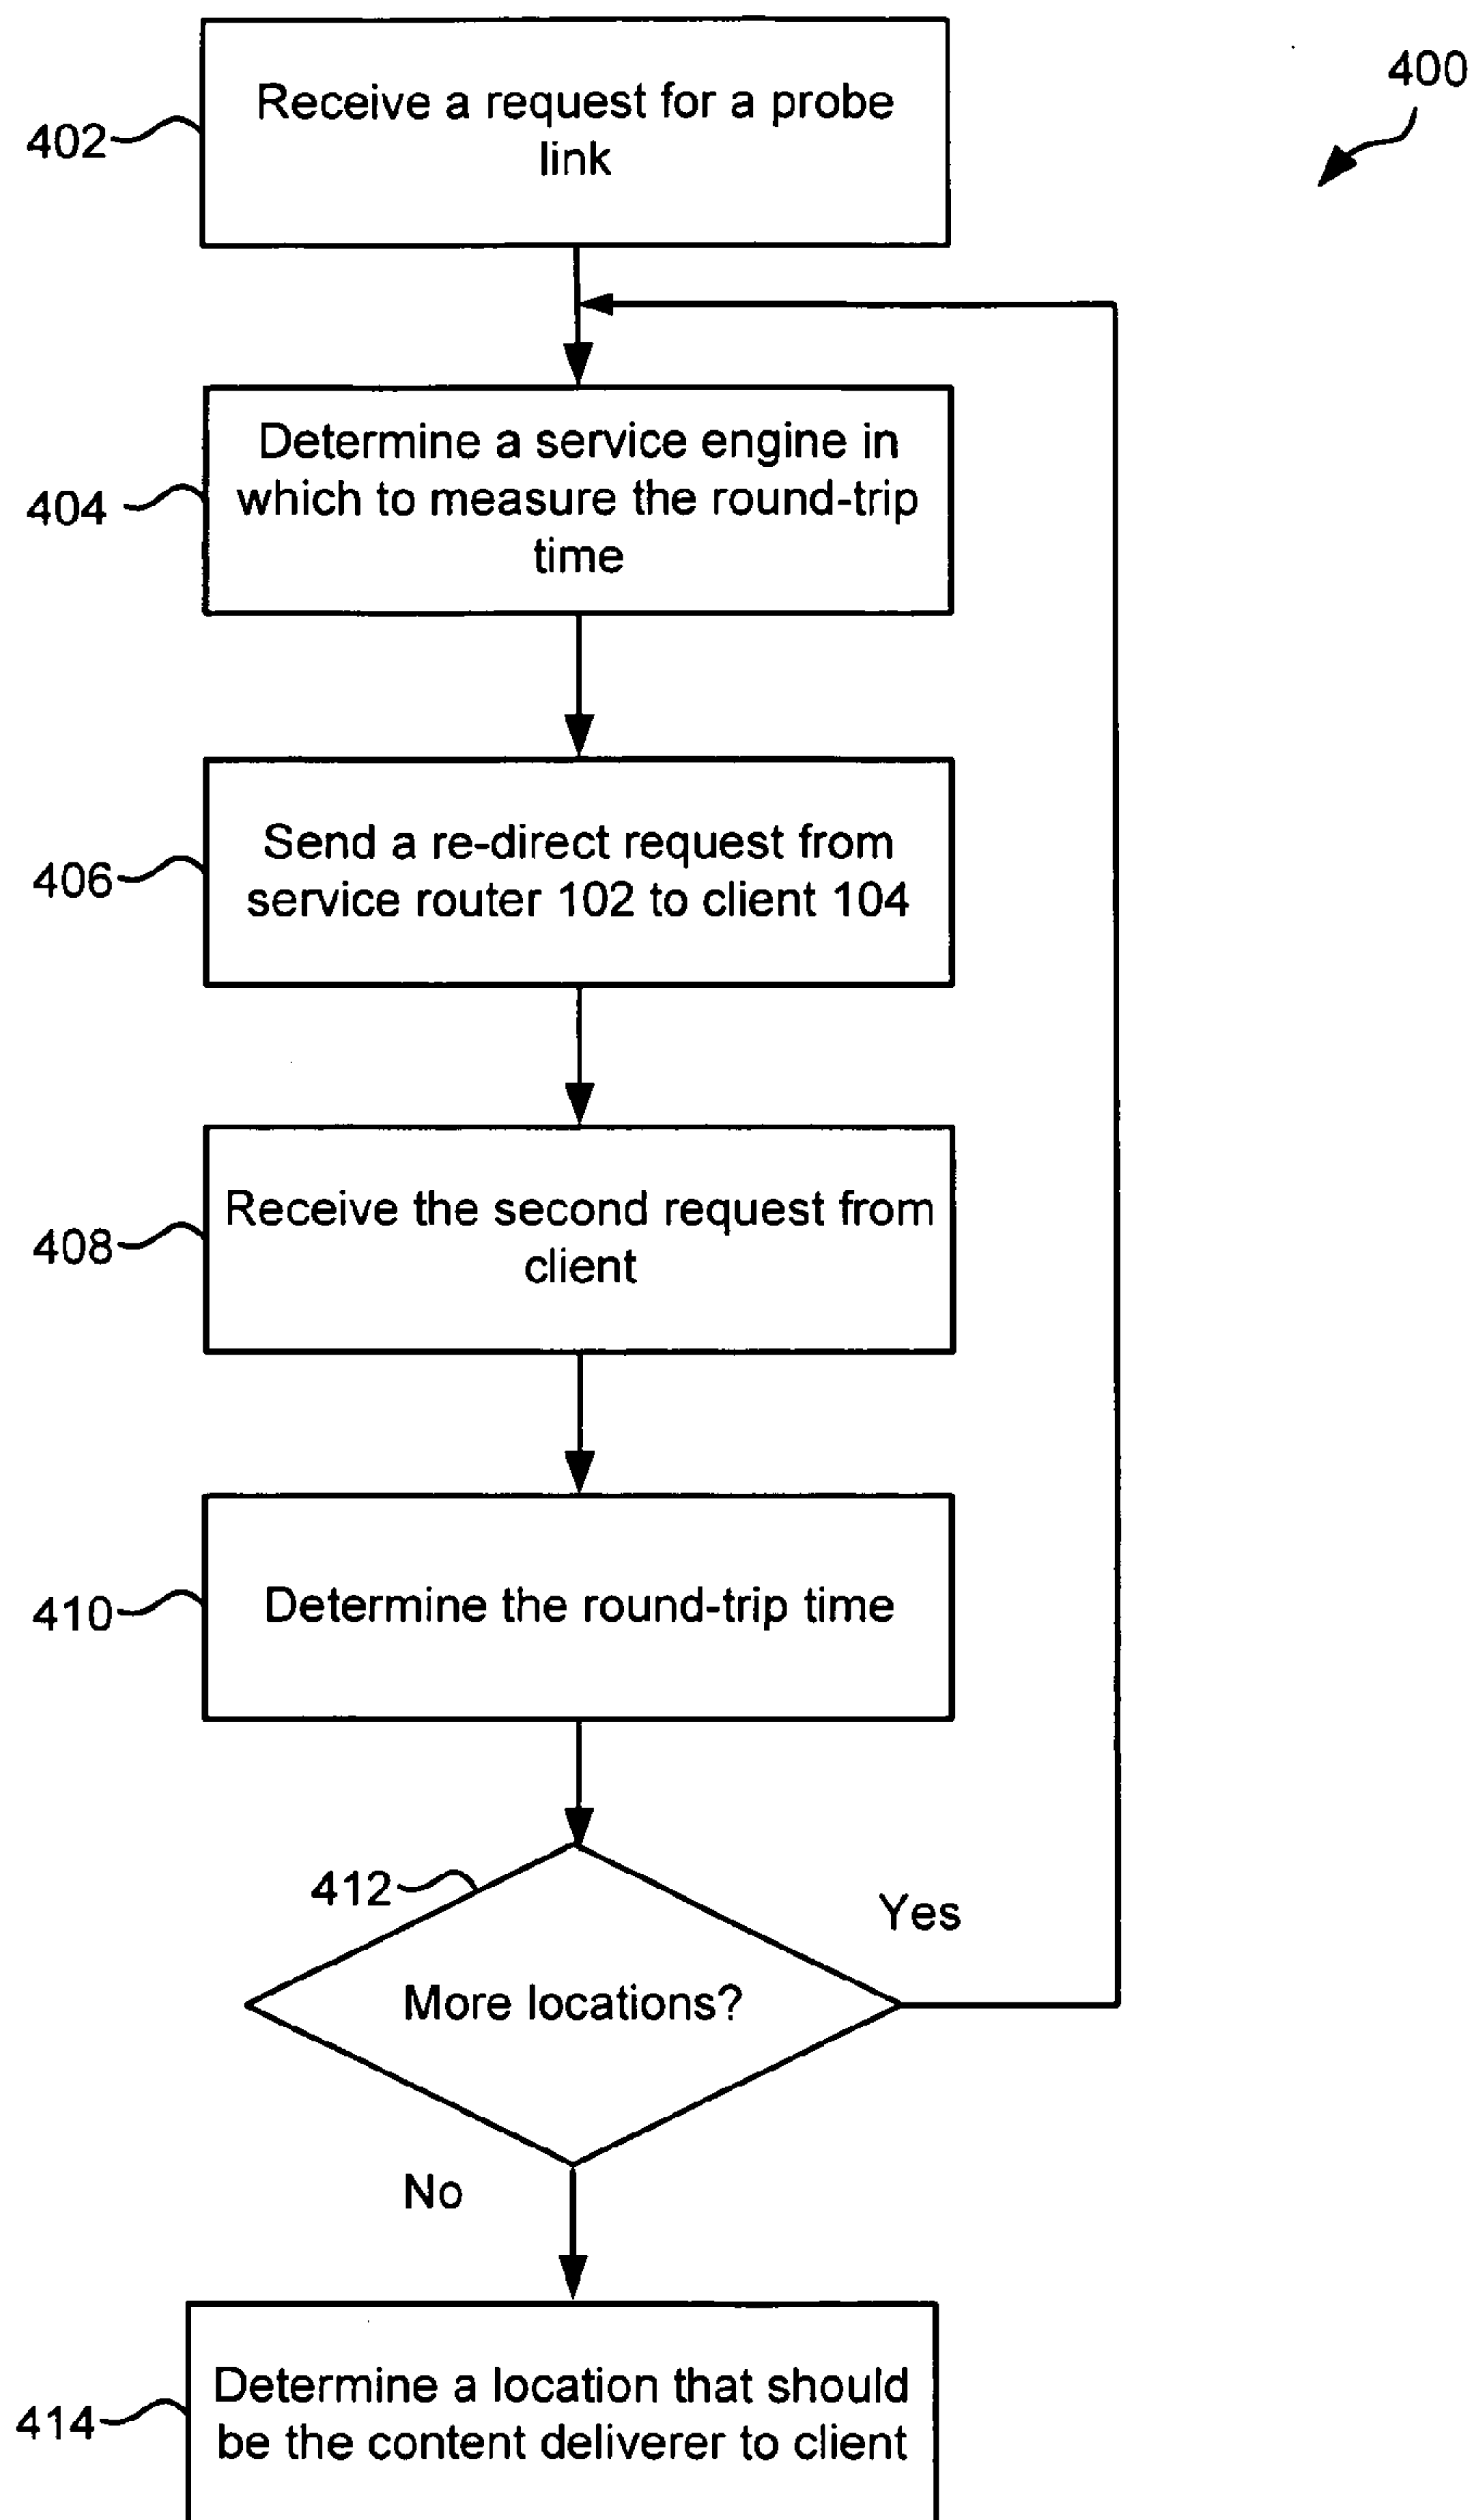 400
402
Receive a request for a probe
link
404
Determine a service engine in
which to measure the round-trip
time
406
Send a re-direct request from
service router 102 to client 104
408
Receive the second request from
client
410
Determine the round-trip time
412
More locations?
Yes
No
414
Determine a location that should
be the content deliverer to client